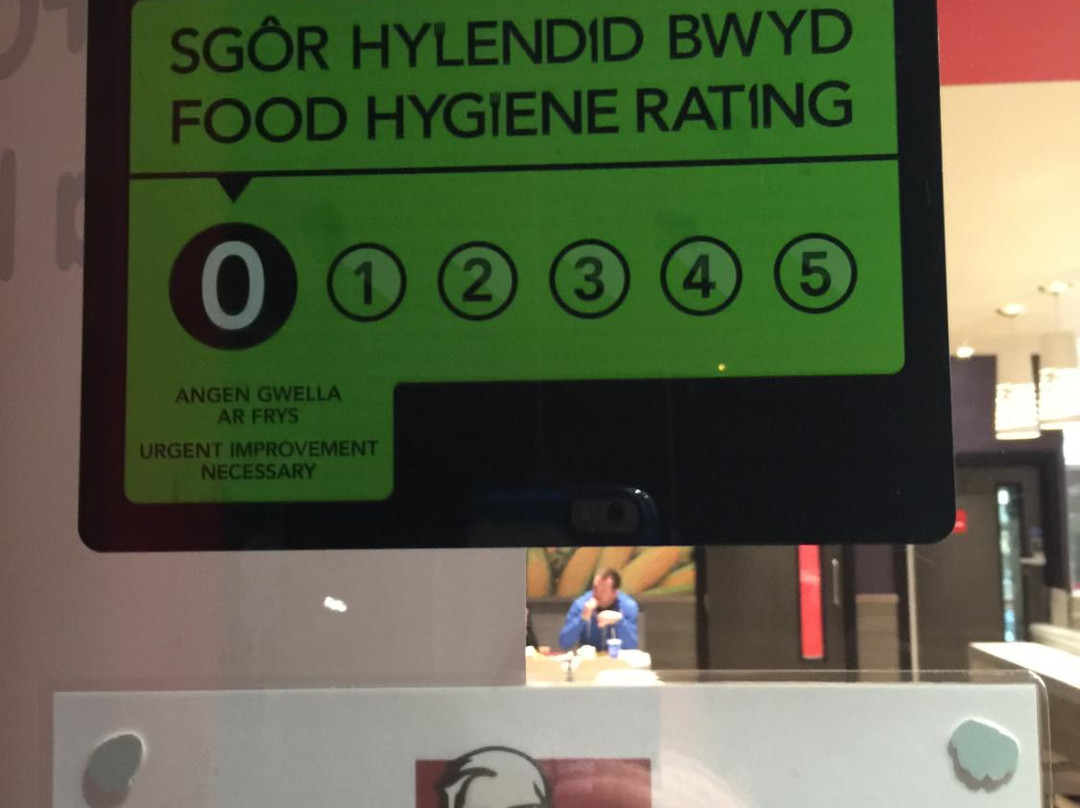 SGÔR HYLENDID BWYD
FOOD HYGIENE RATING
0 1 2 3 4 5
ANGEN GWELLA
AR FRYS
URGENT IMPROVEMENT
NECESSARY